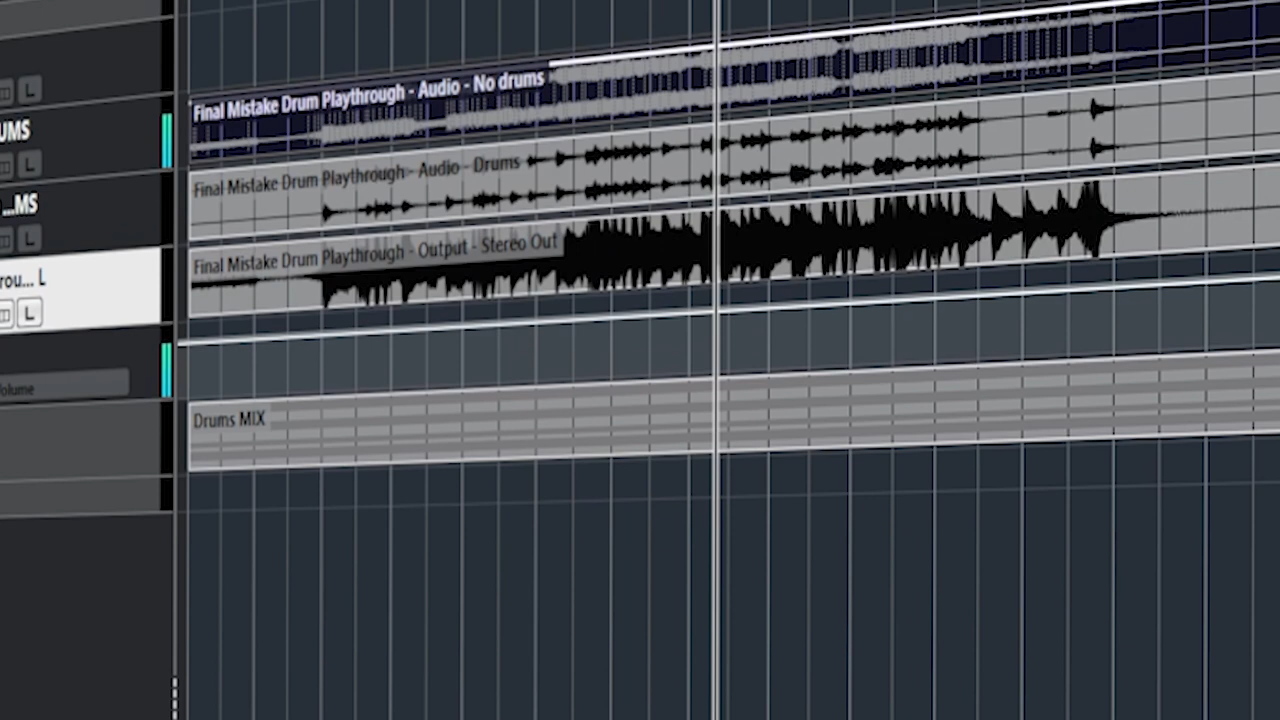 L
UMS
L
...MS
L
rou... L
L
Volume
Final Mistake Drum Playthrough - Audio - No drums
Final Mistake Drum Playthrough - Audio - Drums
Final Mistake Drum Playthrough - Output - Stereo Out
Drums MIX